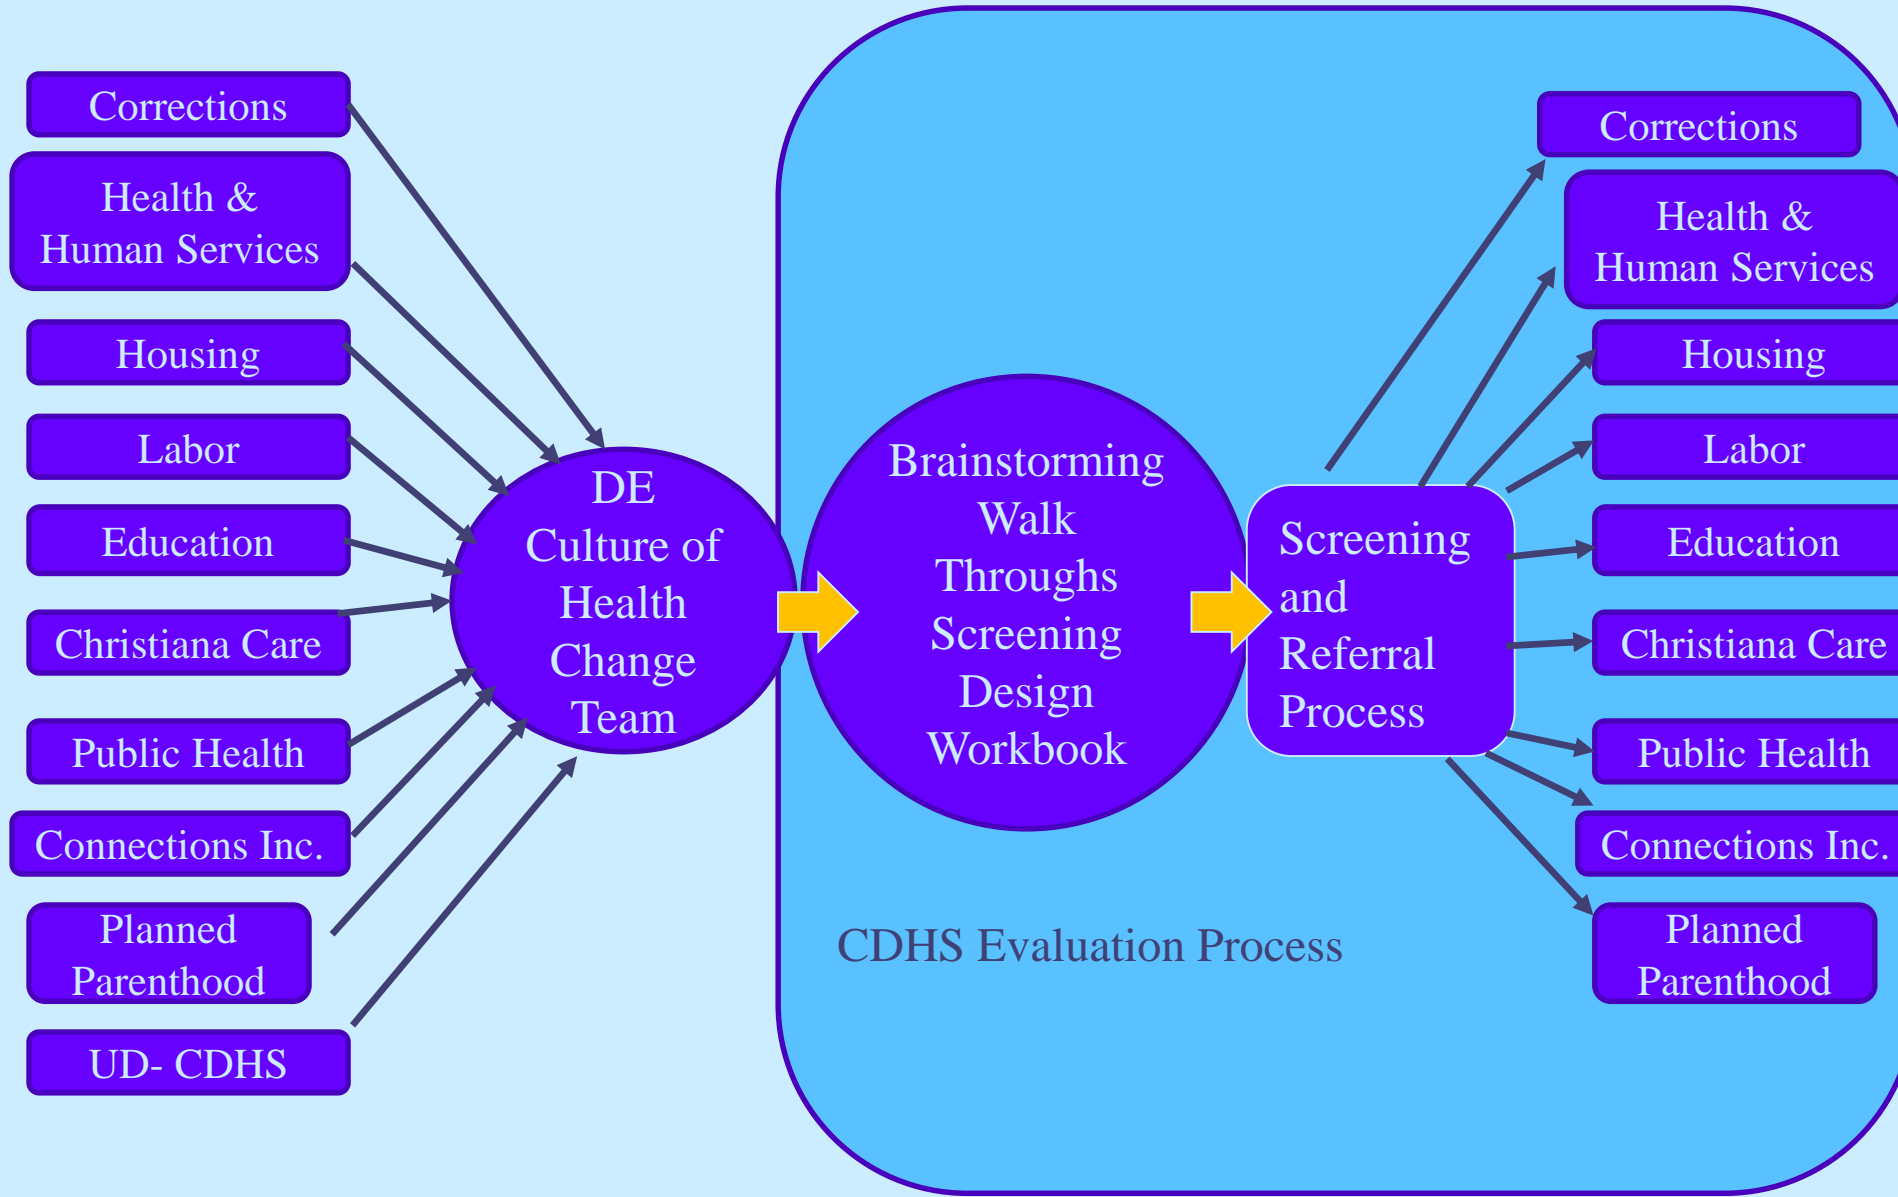 Corrections
Health &
Human Services
Housing
Labor
Education
Christiana Care
Public Health
Connections Inc.
Planned
Parenthood
UD- CDHS
DE
Culture of
Health
Change
Team
Brainstorming
Walk
Throughs
Screening
Design
Workbook
CDHS Evaluation Process
Screening
and
Referral
Process
Corrections
Health &
Human Services
Housing
Labor
Education
Christiana Care
Public Health
Connections Inc.
Planned
Parenthood